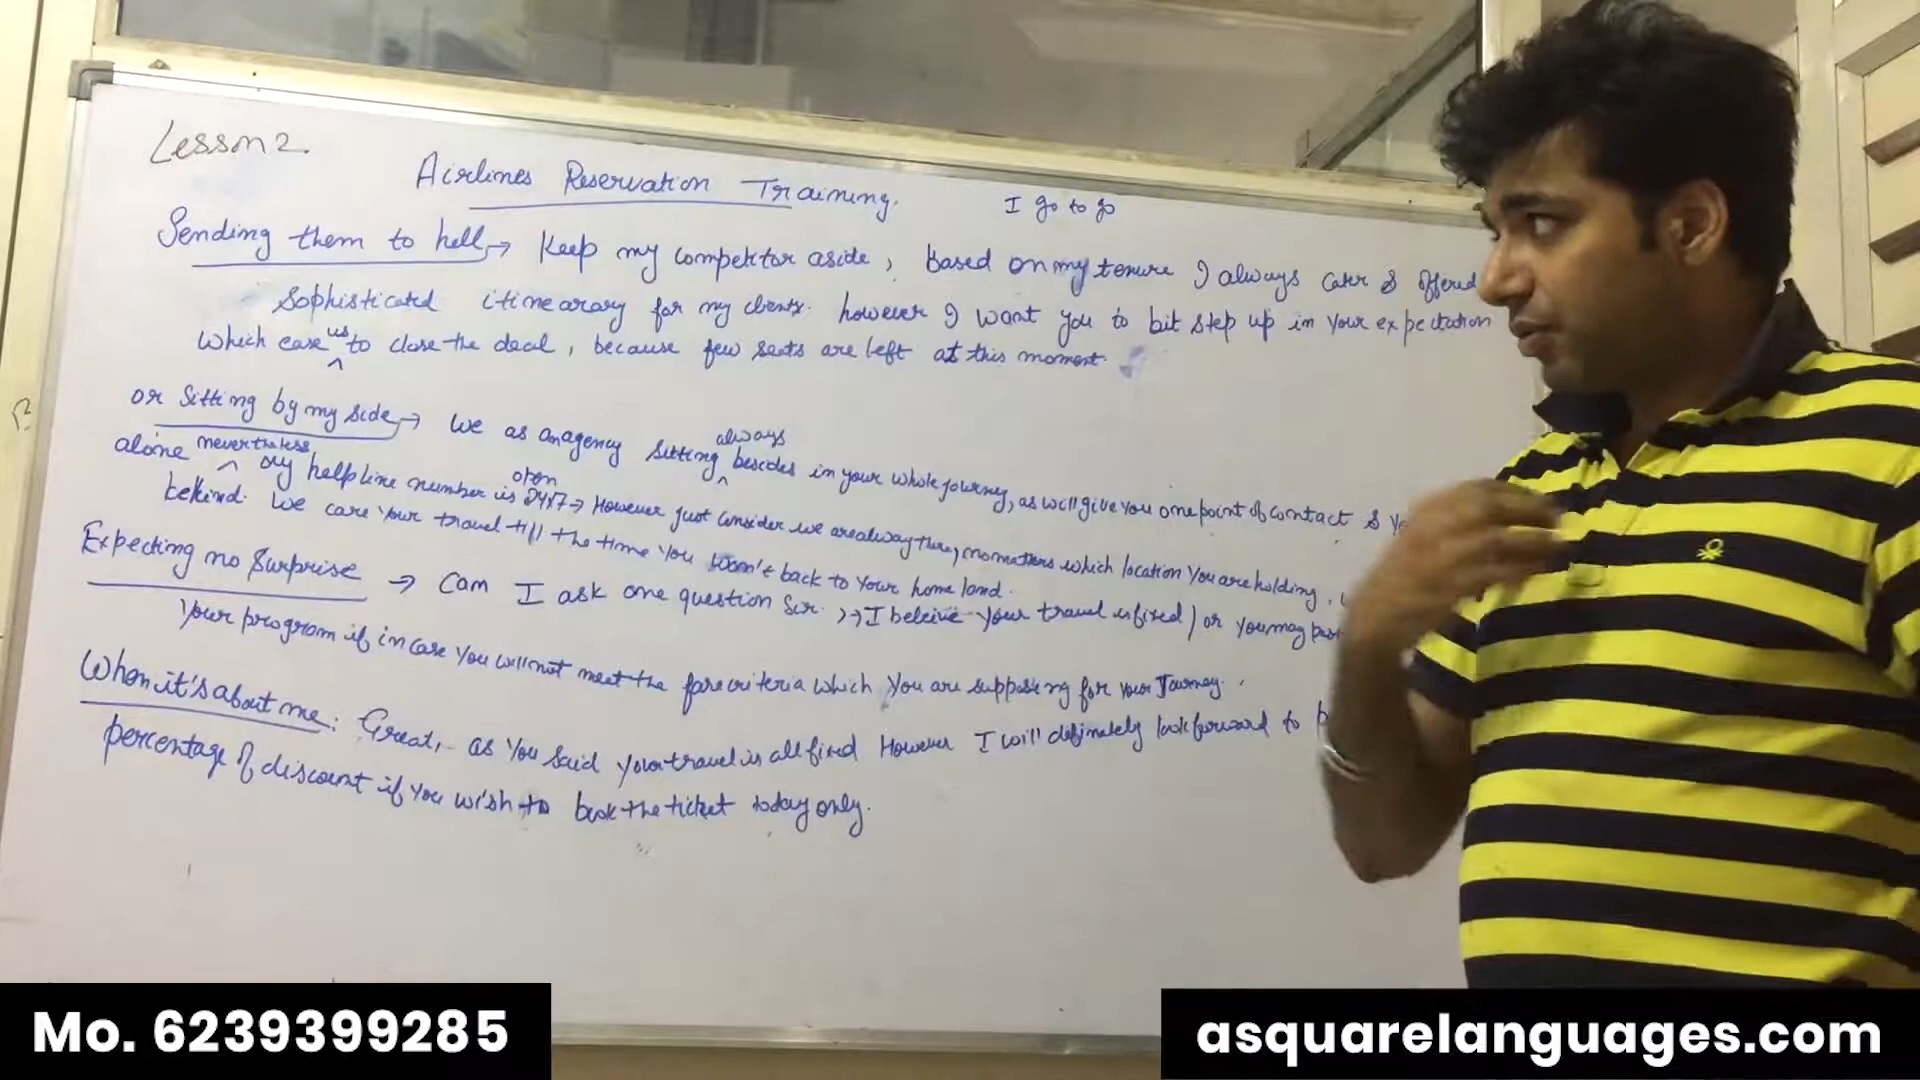 Lesson 2.
Airlines Reservation Training.
I go to go
Sending them to hell → Keep my competitor aside, based on my tenure I always cater & offered
sophisticated itinearary for my clients. however I want you to bit step up in your expectation
which ease us to close the deal, because few seats are left at this moment
or Sitting by my side → we as an agency sitting always besides in your whole journey, as we'll give you one point of contact &
alone nevertheless our helpline number is open 24x7 → However just consider we are alway there, no matters which location you are holding,
behind. We care your travel till the time you won't back to your home land.
Expecting no Surprise → Can I ask one question Sir. → I beleive your travel is fixed / or you may
your program if in case you will not meet the fare criteria which you are supposing for your Journey.
When it's about me: Great, as you said your travel is all fixed However I will definately look forward to
percentage of discount if you wish to book the ticket today only.
Mo. 6239399285
asquarelanguages.com